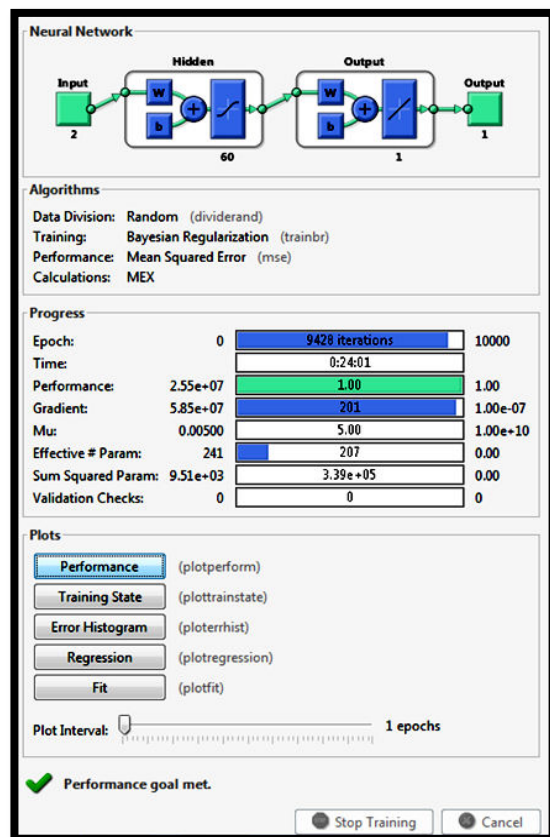 Neural Network
Hidden Output
Input W b + W b + Output
2 60 1 1
Algorithms
Data Division: Random (dividerand)
Training: Bayesian Regularization (trainbr)
Performance: Mean Squared Error (mse)
Calculations: MEX
Progress
Epoch: 0 9428 iterations 10000
Time: 0:24:01
Performance: 2.55e+07 1.00 1.00
Gradient: 5.85e+07 201 1.00e-07
Mu: 0.00500 5.00 1.00e+10
Effective # Param: 241 207 0.00
Sum Squared Param: 9.51e+03 3.39e+05 0.00
Validation Checks: 0 0 0
Plots
Performance (plotperform)
Training State (plottrainstate)
Error Histogram (ploterrhist)
Regression (plotregression)
Fit (plotfit)
Plot Interval: 1 epochs
Performance goal met.
Stop Training Cancel